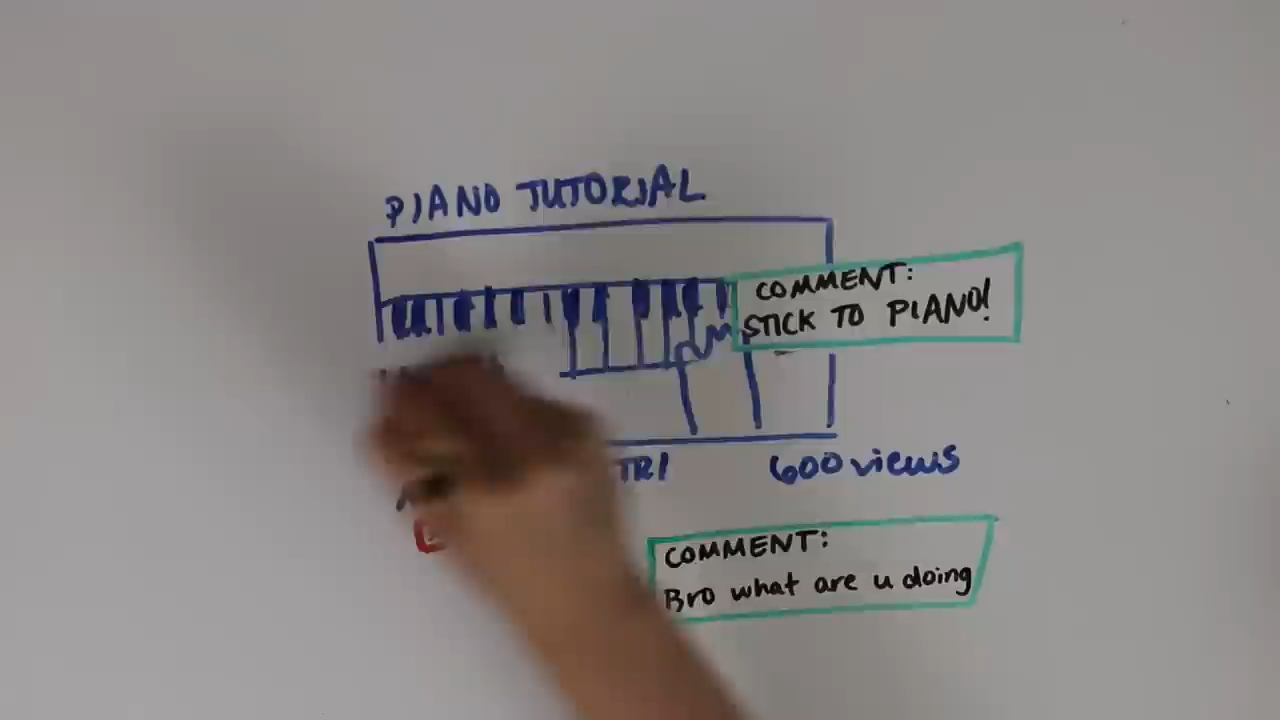 PIANO TUTORIAL
COMMENT:
STICK TO PIANO!
600 views
COMMENT:
Bro what are u doing